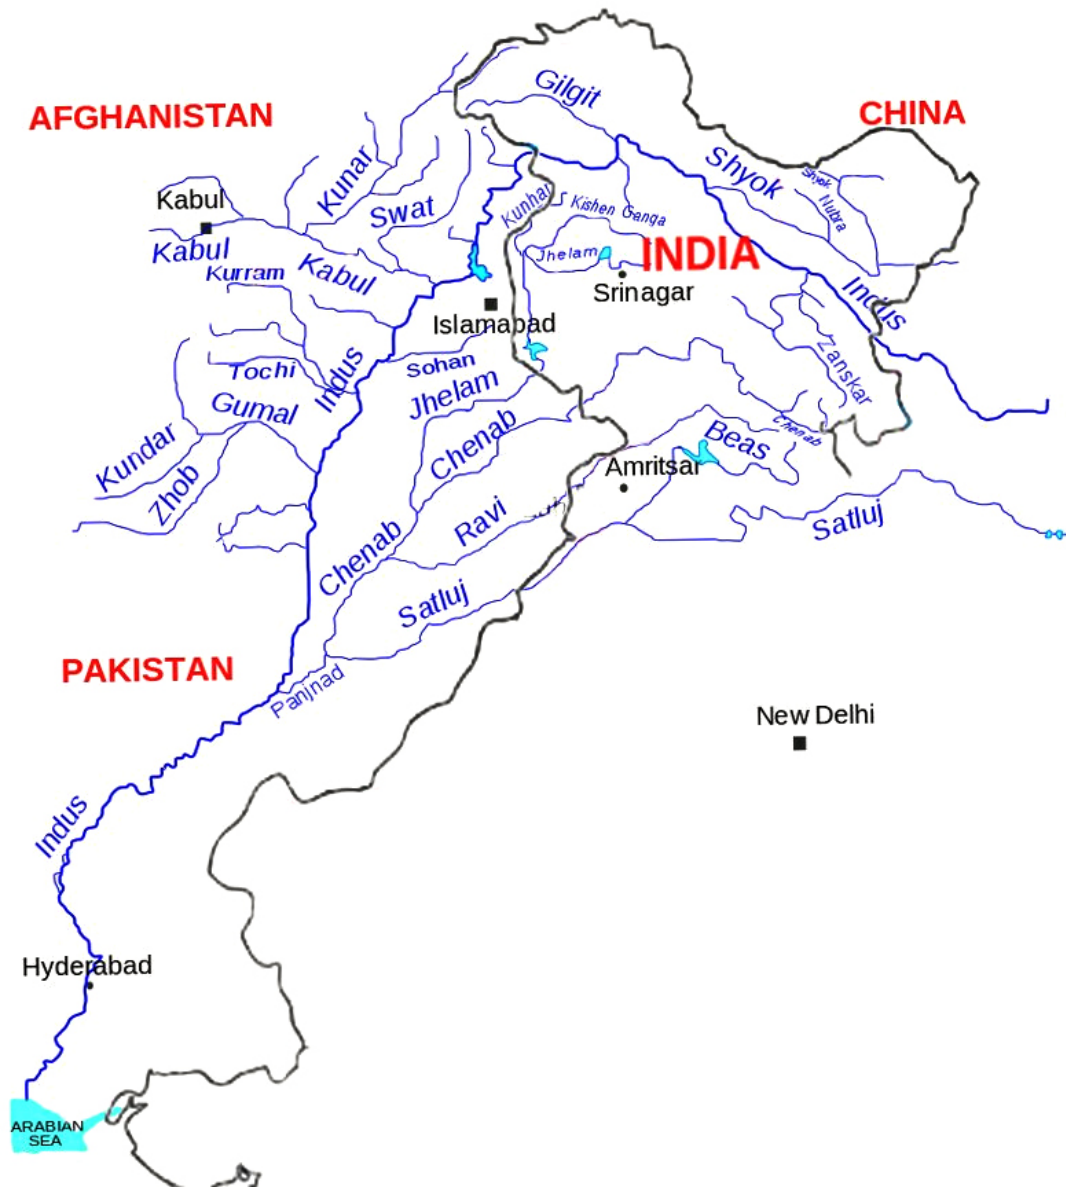 Gilgit
AFGHANISTAN
CHINA
Shyok
Shyok
Kunar
Kabul
Swat
Kunhar
Kishen Ganga
Nubra
Kabul
Kurram
Kabul
Jhelam
INDIA
Srinagar
Indus
Islamabad
Sohan
Zanskar
Tochi
Indus
Jhelam
Gumal
Chenab
Chenab
Beas
Kundar
Amritsar
Zhob
Ravi
Satluj
Chenab
Satluj
PAKISTAN
Panjnad
New Delhi
Indus
Hyderabad
ARABIAN
SEA